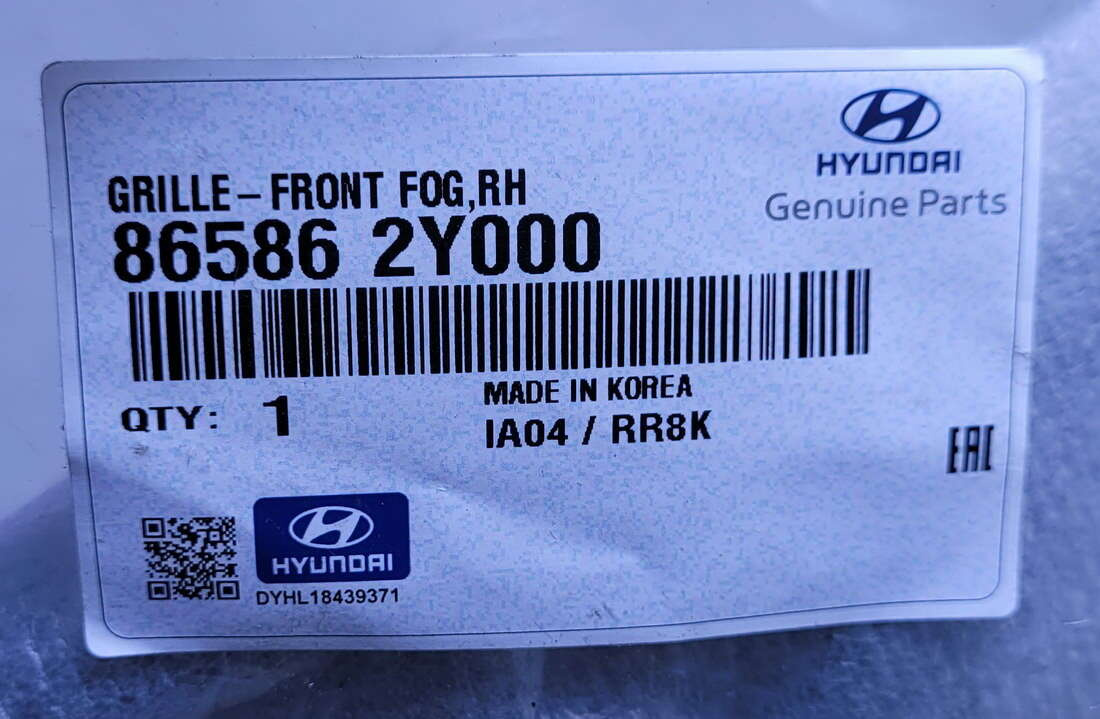 HYUNDAI
Genuine Parts
GRILLE-FRONT FOG,RH
86586 2Y000
QTY: 1
MADE IN KOREA
IA04 / RR8K
EAC
HYUNDAI
DYHL18439371